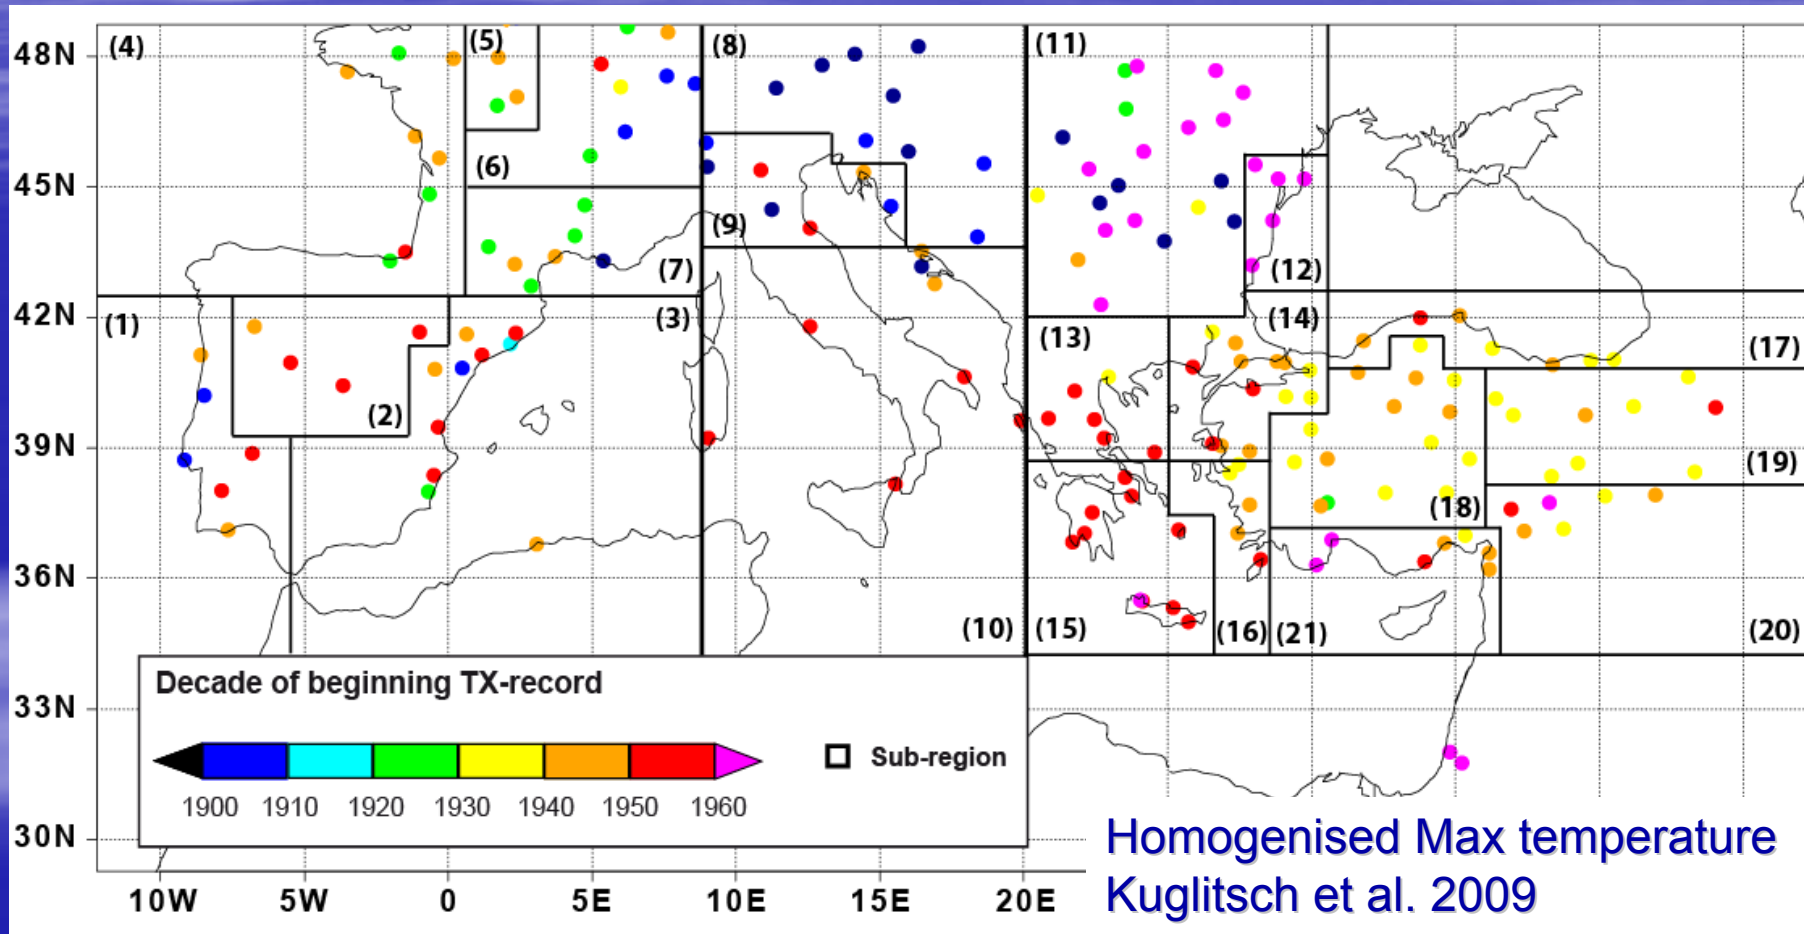 48N
45N
42N
39N
36N
33N
30N
(4)
(5)
(8)
(11)
(6)
(9)
(7)
(12)
(1)
(3)
(13)
(14)
(17)
(2)
(18)
(19)
(10)
(15)
(16)
(21)
(20)
Decade of beginning TX-record
1900 1910 1920 1930 1940 1950 1960
Sub-region
10W 5W 0 5E 10E 15E 20E
Homogenised Max temperature
Kuglitsch et al. 2009